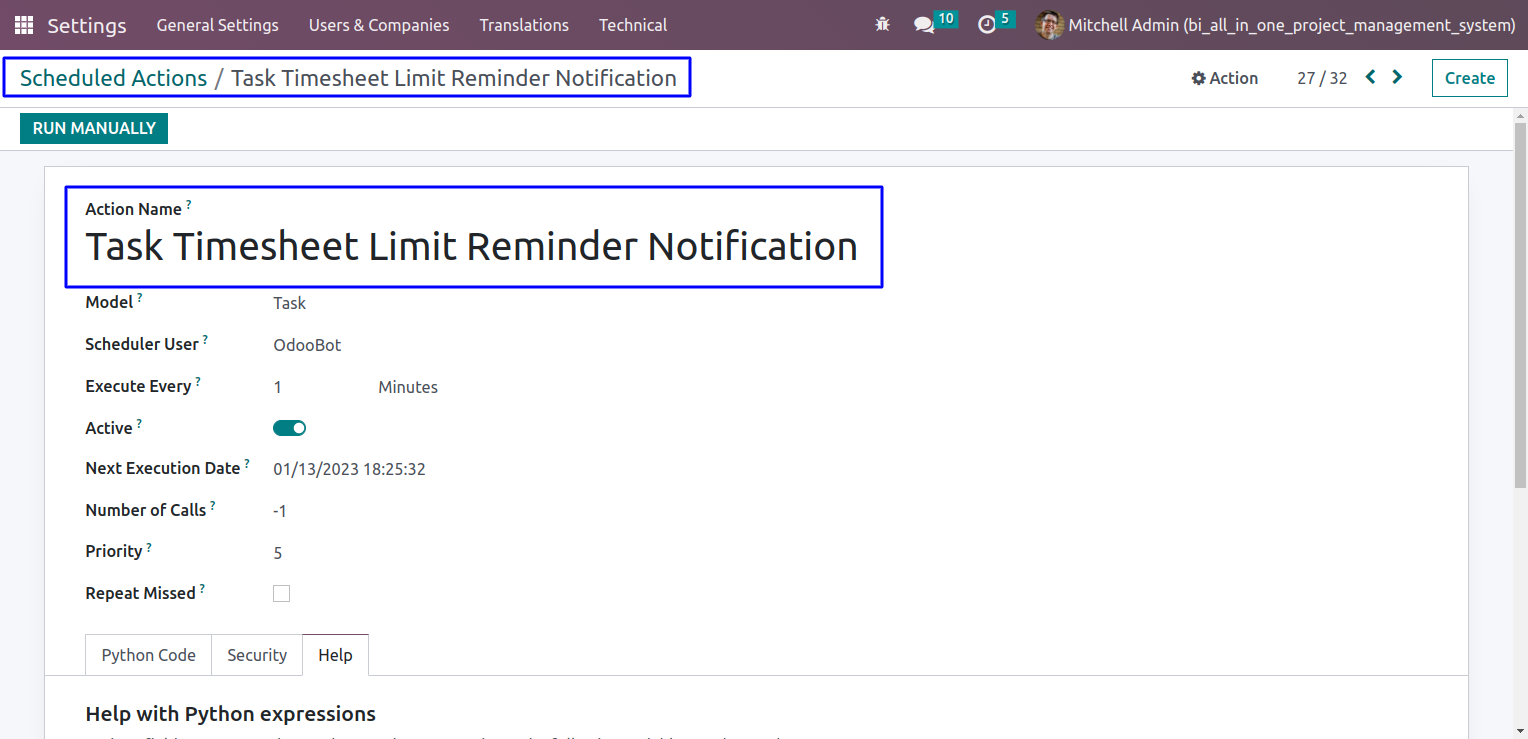 Settings General Settings Users & Companies Translations Technical 10 5 Mitchell Admin (bi_all_in_one_project_management_system)
Scheduled Actions / Task Timesheet Limit Reminder Notification Action 27 / 32 Create
RUN MANUALLY
Action Name ?
Task Timesheet Limit Reminder Notification
Model ? Task
Scheduler User ? OdooBot
Execute Every ? 1 Minutes
Active ?
Next Execution Date ? 01/13/2023 18:25:32
Number of Calls ? -1
Priority ? 5
Repeat Missed ?
Python Code Security Help
Help with Python expressions